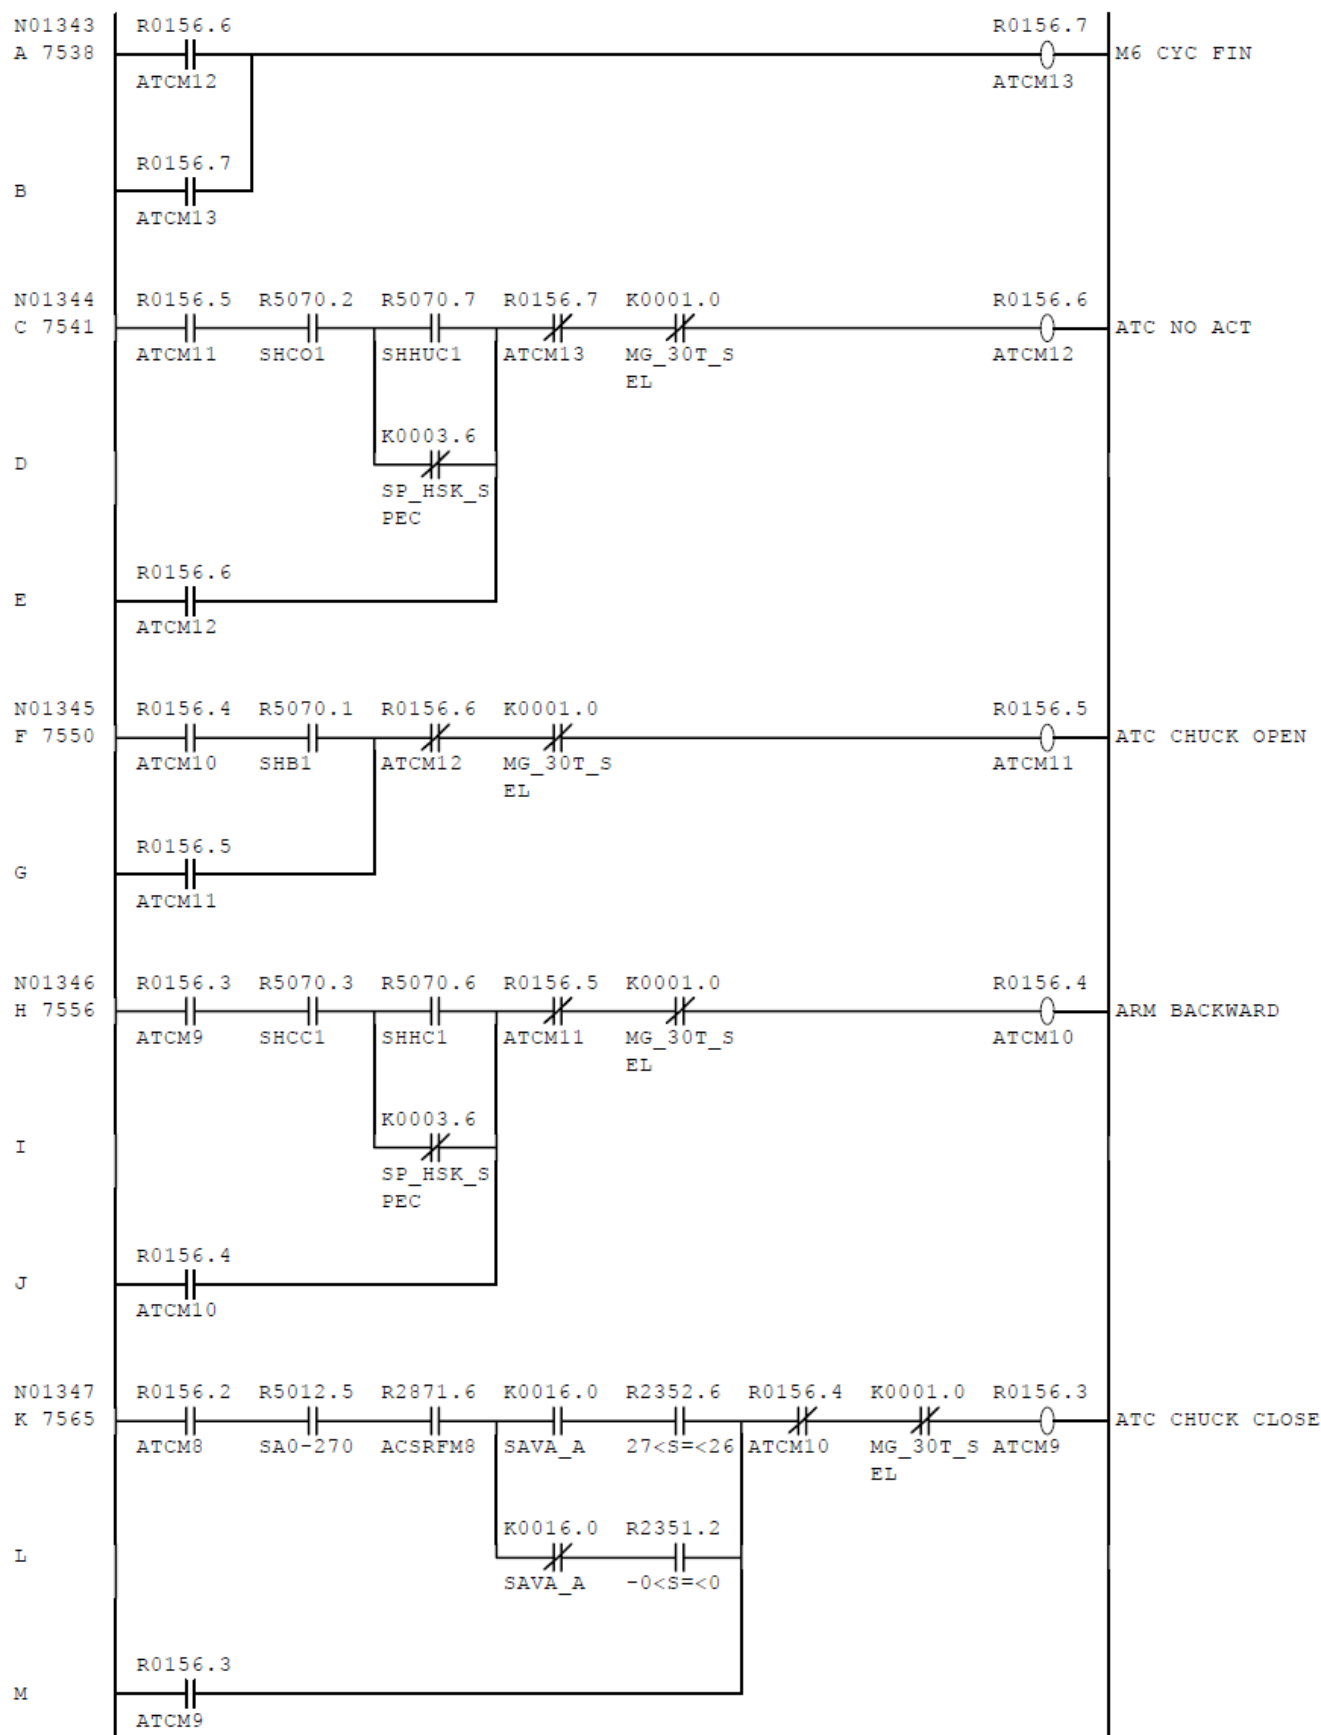 N01343 R0156.6 R0156.7
A 7538 M6 CYC FIN
ATCM12 ATCM13
R0156.7
B
ATCM13
N01344 R0156.5 R5070.2 R5070.7 R0156.7 K0001.0 R0156.6
C 7541 ATC NO ACT
ATCM11 SHCO1 SHHUC1 ATCM13 MG_30T_S ATCM12
EL
K0003.6
D
SP_HSK_S
PEC
R0156.6
E
ATCM12
N01345 R0156.4 R5070.1 R0156.6 K0001.0 R0156.5
F 7550 ATC CHUCK OPEN
ATCM10 SHB1 ATCM12 MG_30T_S ATCM11
EL
R0156.5
G
ATCM11
N01346 R0156.3 R5070.3 R5070.6 R0156.5 K0001.0 R0156.4
H 7556 ARM BACKWARD
ATCM9 SHCC1 SHHC1 ATCM11 MG_30T_S ATCM10
EL
K0003.6
I
SP_HSK_S
PEC
R0156.4
J
ATCM10
N01347 R0156.2 R5012.5 R2871.6 K0016.0 R2352.6 R0156.4 K0001.0 R0156.3
K 7565 ATC CHUCK CLOSE
ATCM8 SA0-270 ACSRFM8 SAVA_A 27<S=<26 ATCM10 MG_30T_S ATCM9
EL
K0016.0 R2351.2
L
SAVA_A -0<S=<0
R0156.3
M
ATCM9